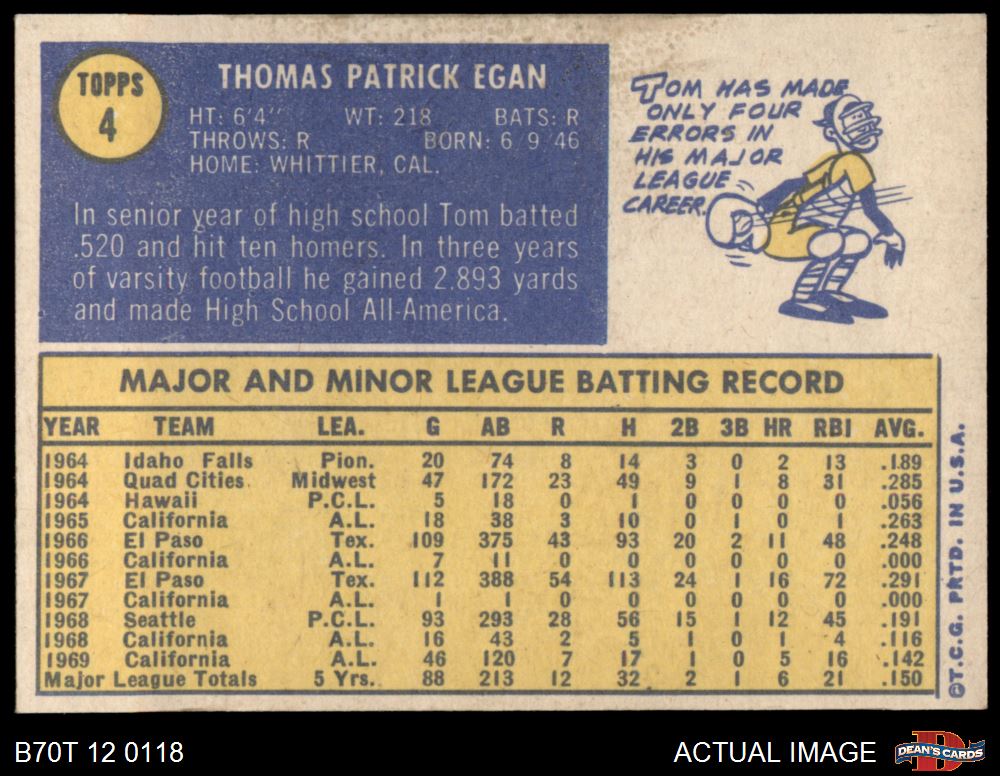 TOPPS
4
THOMAS PATRICK EGAN
HT: 6'4" WT: 218 BATS: R
THROWS: R BORN: 6 9 46
HOME: WHITTIER, CAL.
In senior year of high school Tom batted
.520 and hit ten homers. In three years
of varsity football he gained 2.893 yards
and made High School All-America.
TOM HAS MADE
ONLY FOUR
ERRORS IN
HIS MAJOR
LEAGUE
CAREER.
MAJOR AND MINOR LEAGUE BATTING RECORD
YEAR TEAM LEA. G AB R H 2B 3B HR RBI AVG.
1964 Idaho Falls Pion. 20 74 8 14 3 0 2 13 .189
1964 Quad Cities Midwest 47 172 23 49 9 1 8 31 .285
1964 Hawaii P.C.L. 5 18 0 1 0 0 0 0 .056
1965 California A.L. 18 38 3 10 0 1 0 1 .263
1966 El Paso Tex. 109 375 43 93 20 2 11 48 .248
1966 California A.L. 7 11 0 0 0 0 0 0 .000
1967 El Paso Tex. 112 388 54 113 24 1 16 72 .291
1967 California A.L. 1 1 0 0 0 0 0 0 .000
1968 Seattle P.C.L. 93 293 28 56 15 1 12 45 .191
1968 California A.L. 16 43 2 5 1 0 1 4 .116
1969 California A.L. 46 120 7 17 1 0 5 16 .142
Major League Totals 5 Yrs. 88 213 12 32 2 1 6 21 .150
©T.C.G. PRTD. IN U.S.A.
B70T 12 0118
ACTUAL IMAGE
DEAN'S CARDS